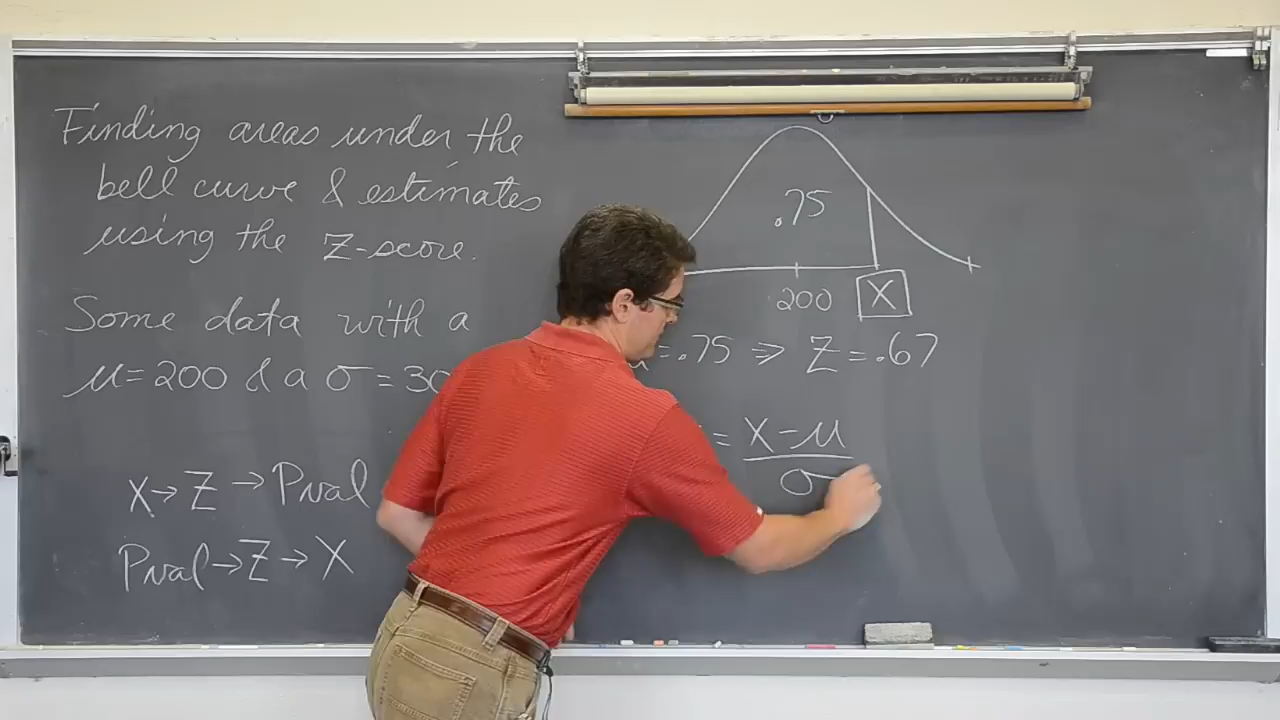 Finding areas under the
bell curve & estimates
using the Z-score.
Some data with a
μ=200 & a σ=30
X→Z→Pval
Pval→Z→X
.75
200 X
=.75 ⇒ Z=.67
= X-μ
σ